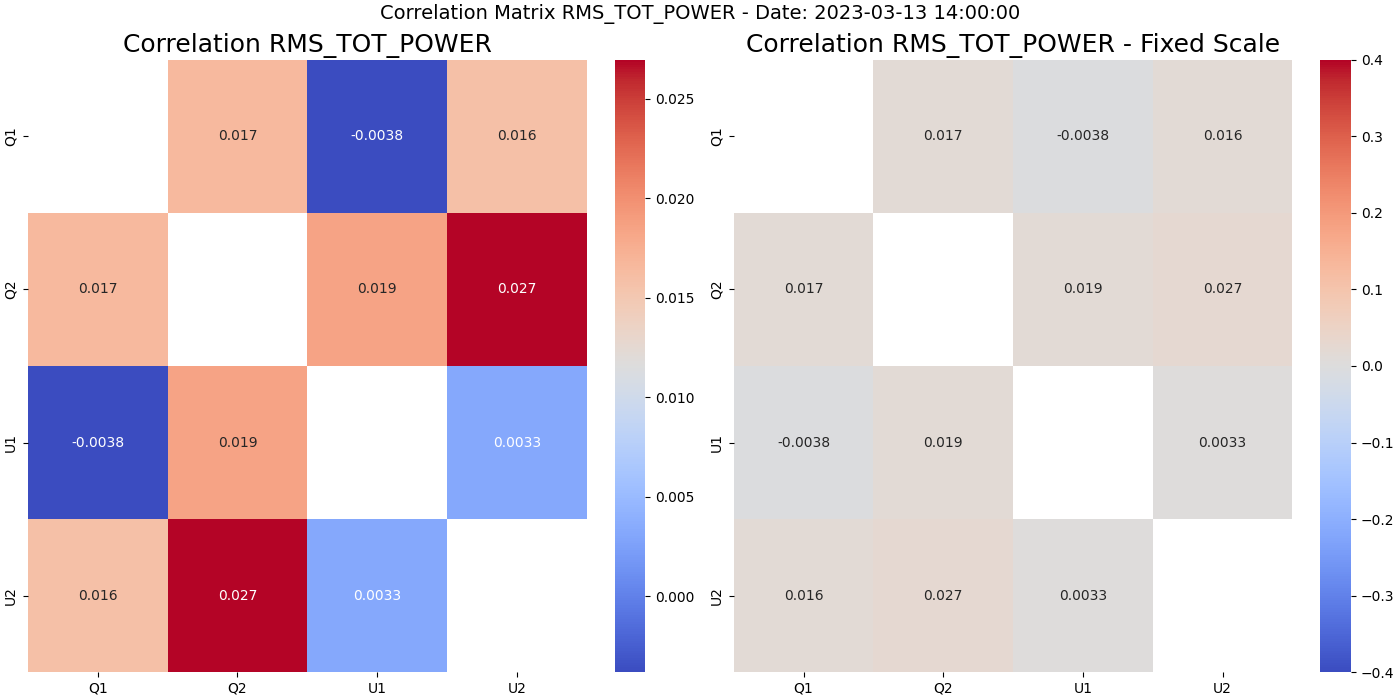 Correlation Matrix RMS_TOT_POWER - Date: 2023-03-13 14:00:00
Correlation RMS_TOT_POWER
Q1 0.017 -0.0038 0.016
Q2 0.017 0.019 0.027
U1 -0.0038 0.019 0.0033
U2 0.016 0.027 0.0033
Q1 Q2 U1 U2
0.025
0.020
0.015
0.010
0.005
0.000
Correlation RMS_TOT_POWER - Fixed Scale
Q1 0.017 -0.0038 0.016
Q2 0.017 0.019 0.027
U1 -0.0038 0.019 0.0033
U2 0.016 0.027 0.0033
Q1 Q2 U1 U2
0.4
0.3
0.2
0.1
0.0
−0.1
−0.2
−0.3
−0.4